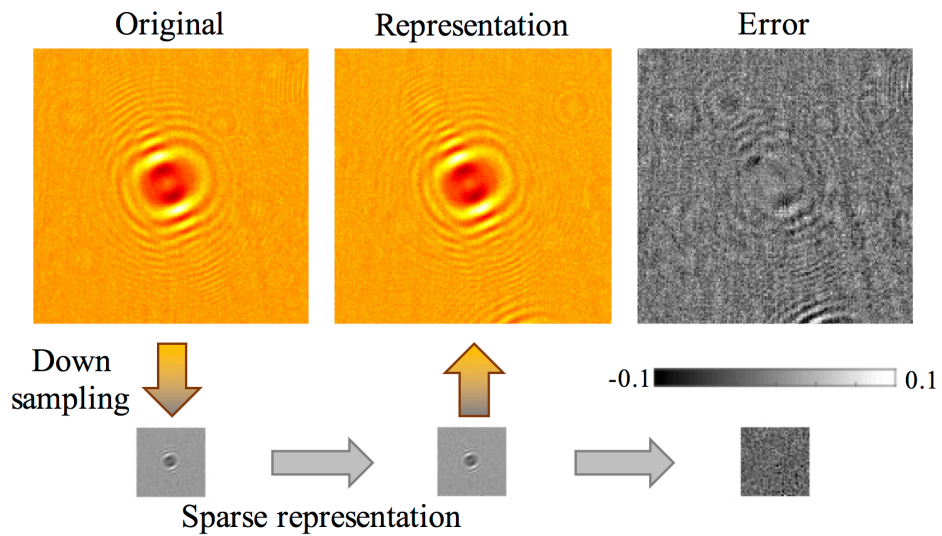 Original
Representation
Error
Down
sampling
-0.1
0.1
Sparse representation